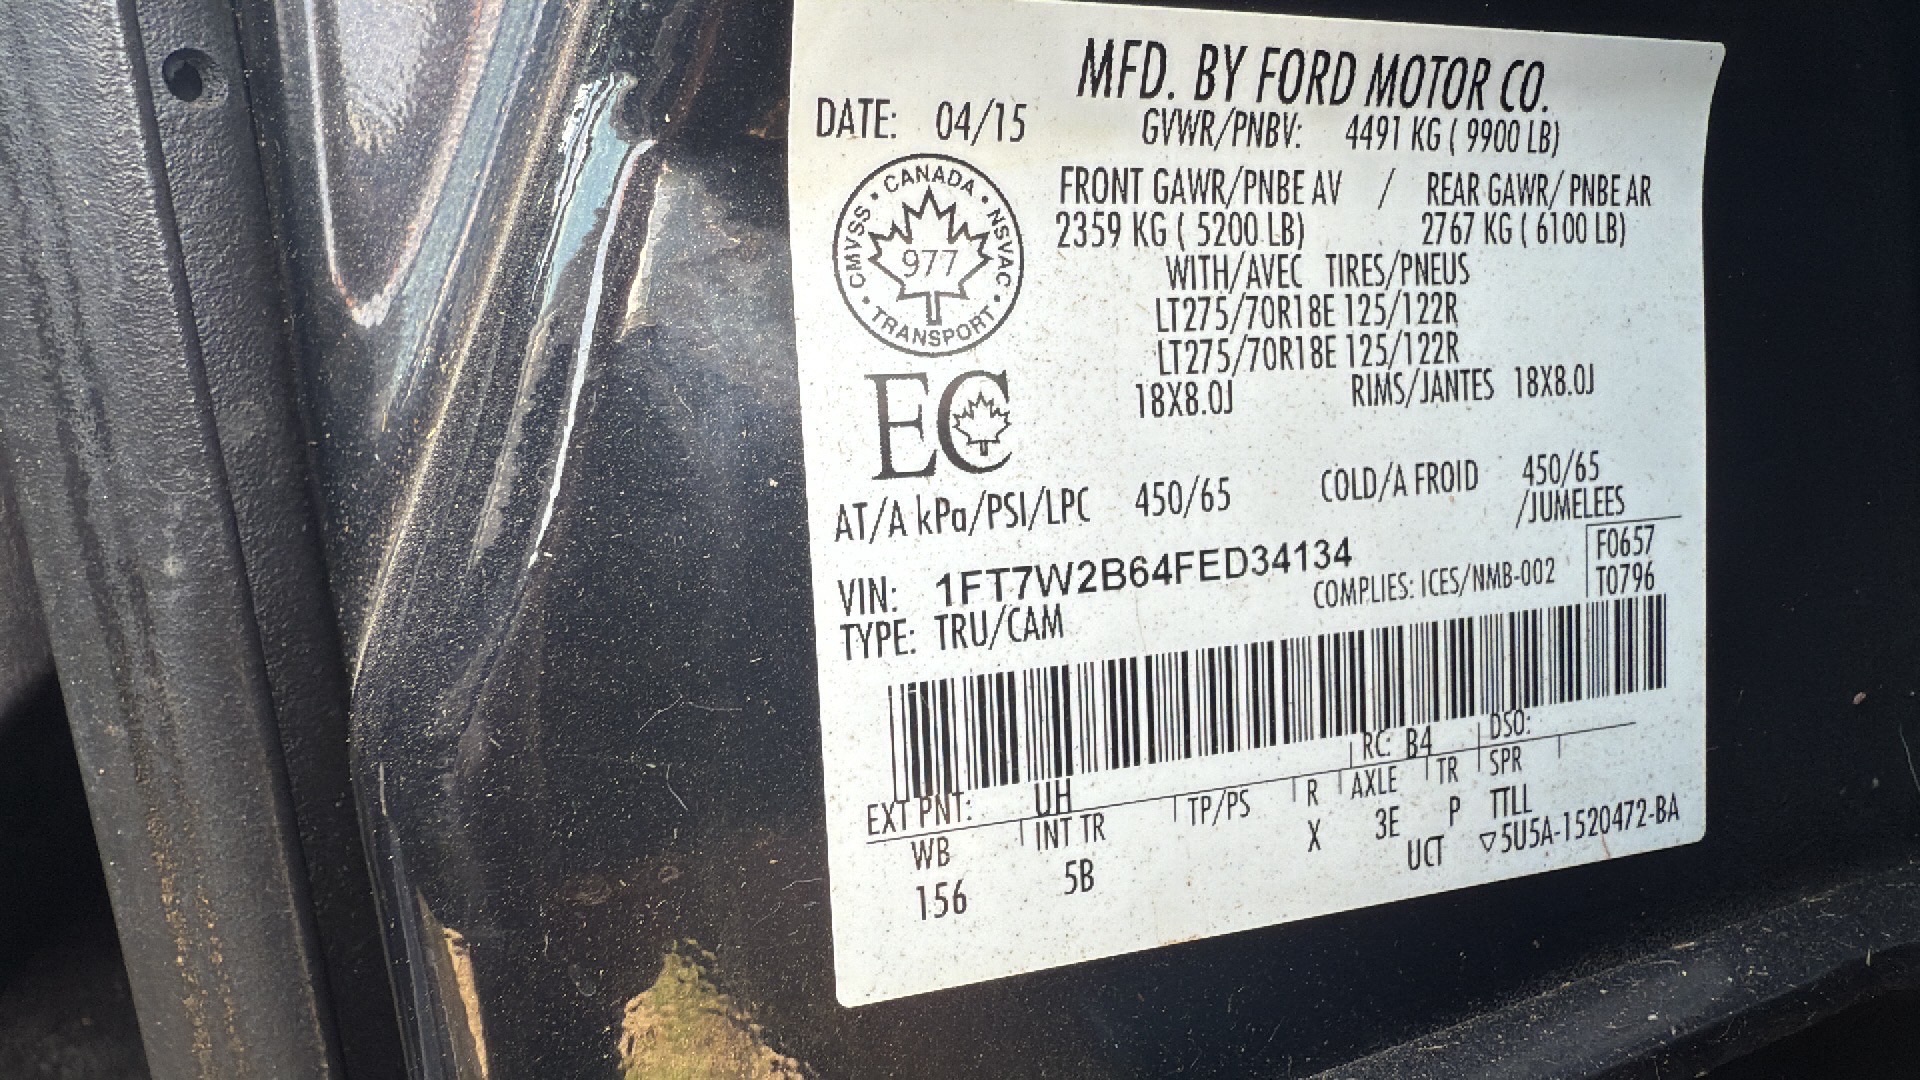 MFD. BY FORD MOTOR CO.
DATE: 04/15 GVWR/PNBV: 4491 KG ( 9900 LB)
FRONT GAWR/PNBE AV / REAR GAWR/ PNBE AR
2359 KG ( 5200 LB) 2767 KG ( 6100 LB)
WITH/AVEC TIRES/PNEUS
LT275/70R18E 125/122R
LT275/70R18E 125/122R
18X8.0J RIMS/JANTES 18X8.0J
CANADA
CMVSS NSVAC
977
TRANSPORT
EC
AT/A kPa/PSI/LPC 450/65 COLD/A FROID 450/65
/JUMELEES
VIN: 1FT7W2B64FED34134
COMPLIES: ICES/NMB-002
F0657
T0796
TYPE: TRU/CAM
RC: B4 DSO:
EXT PNT: UH
WB INT TR TP/PS R AXLE TR SPR
156 5B X 3E P TTLL
UCT ▽5U5A-1520472-BA